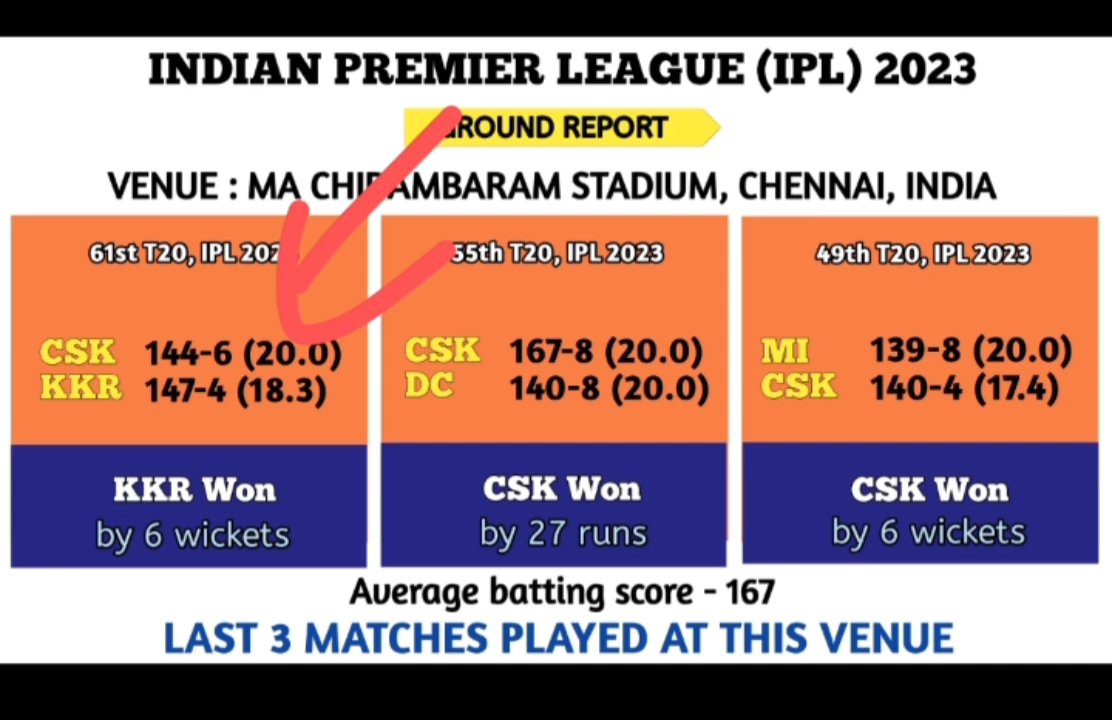 INDIAN PREMIER LEAGUE (IPL) 2023
GROUND REPORT
VENUE : MA CHIDAMBARAM STADIUM, CHENNAI, INDIA
61st T20, IPL 2023
CSK 144-6 (20.0)
KKR 147-4 (18.3)
KKR Won
by 6 wickets
55th T20, IPL 2023
CSK 167-8 (20.0)
DC 140-8 (20.0)
CSK Won
by 27 runs
49th T20, IPL 2023
MI 139-8 (20.0)
CSK 140-4 (17.4)
CSK Won
by 6 wickets
Average batting score - 167
LAST 3 MATCHES PLAYED AT THIS VENUE